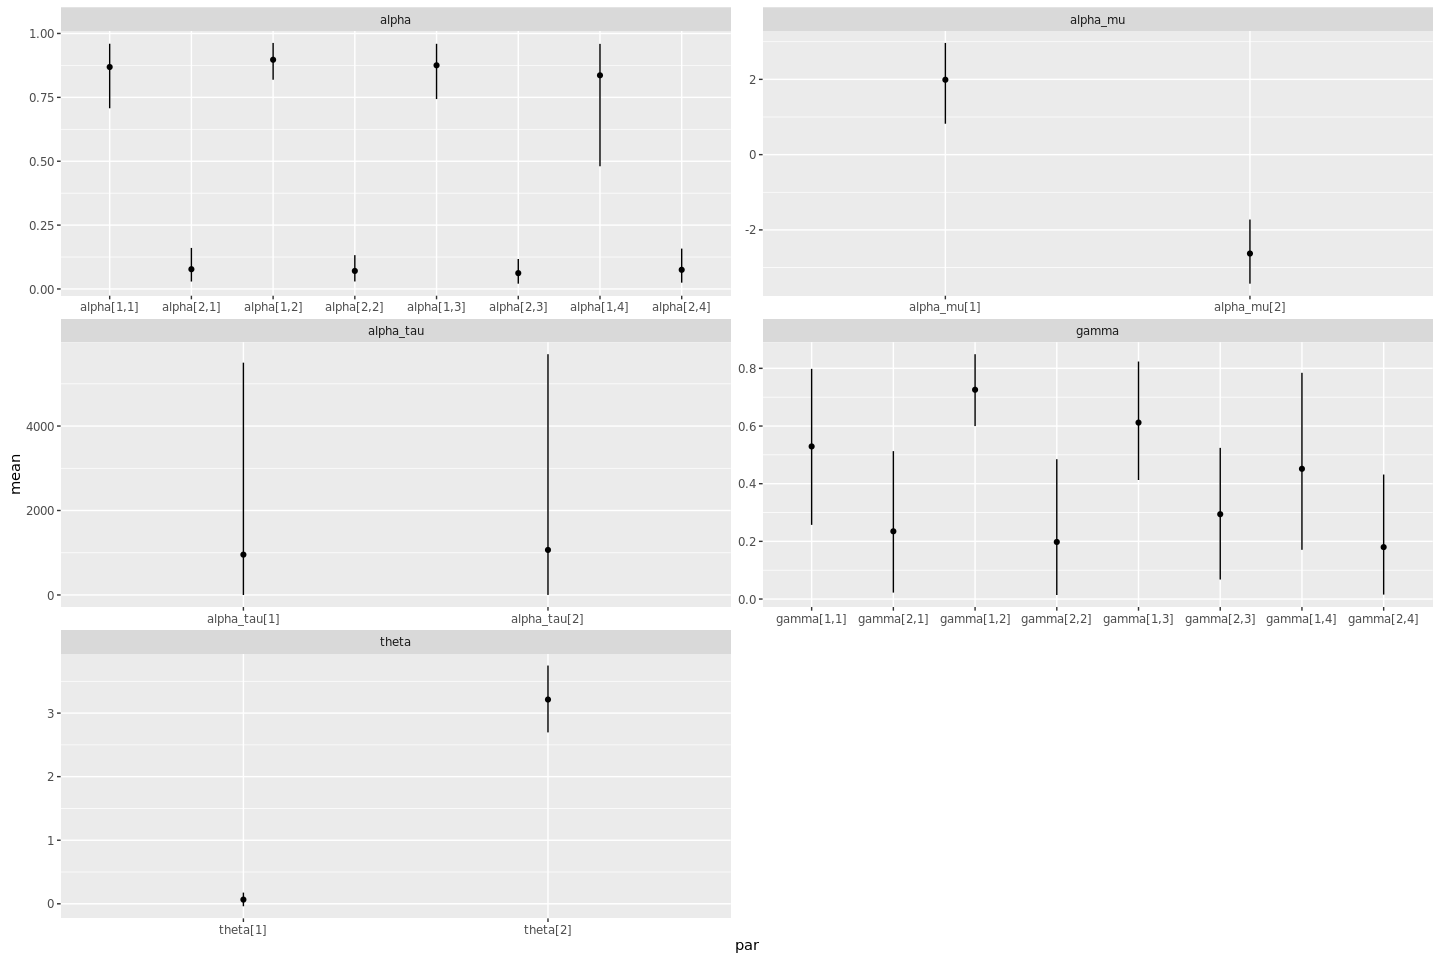 alpha
1.00
0.75
0.50
0.25
0.00
alpha[1,1] alpha[2,1] alpha[1,2] alpha[2,2] alpha[1,3] alpha[2,3] alpha[1,4] alpha[2,4]
alpha_mu
2
0
-2
alpha_mu[1] alpha_mu[2]
alpha_tau
4000
2000
0
alpha_tau[1] alpha_tau[2]
gamma
0.8
0.6
0.4
0.2
0.0
gamma[1,1] gamma[2,1] gamma[1,2] gamma[2,2] gamma[1,3] gamma[2,3] gamma[1,4] gamma[2,4]
theta
3
2
1
0
theta[1] theta[2]
mean
par